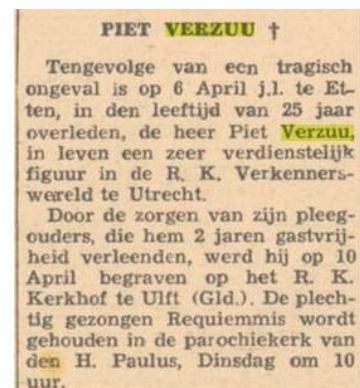 PIET VERZUU †
Tengevolge van een tragisch
ongeval is op 6 April j.l. te Et-
ten, in den leeftijd van 25 jaar
overleden, de heer Piet Verzuu,
in leven een zeer verdienstelijk
figuur in de R. K. Verkenners-
wereld te Utrecht.
Door de zorgen van zijn pleeg-
ouders, die hem 2 jaren gastvrij-
heid verleenden, werd hij op 10
April begraven op het R. K.
Kerkhof te Ulft (Gld.). De plech-
tig gezongen Requiemmis wordt
gehouden in de parochiekerk van
den H. Paulus, Dinsdag om 10
uur.